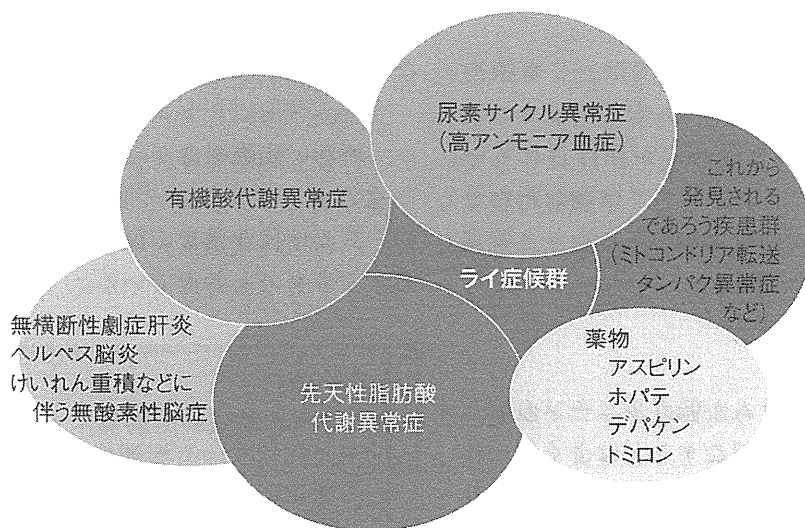 尿素サイクル異常症
(高アンモニア血症)
有機酸代謝異常症
これから
発見される
であろう疾患群
(ミトコンドリア転送
タンパク異常症
など)
ライ症候群
無横断性劇症肝炎
ヘルペス脳炎
けいれん重積などに
伴う無酸素性脳症
先天性脂肪酸
代謝異常症
薬物
アスピリン
ホパテ
デパケン
トミロン